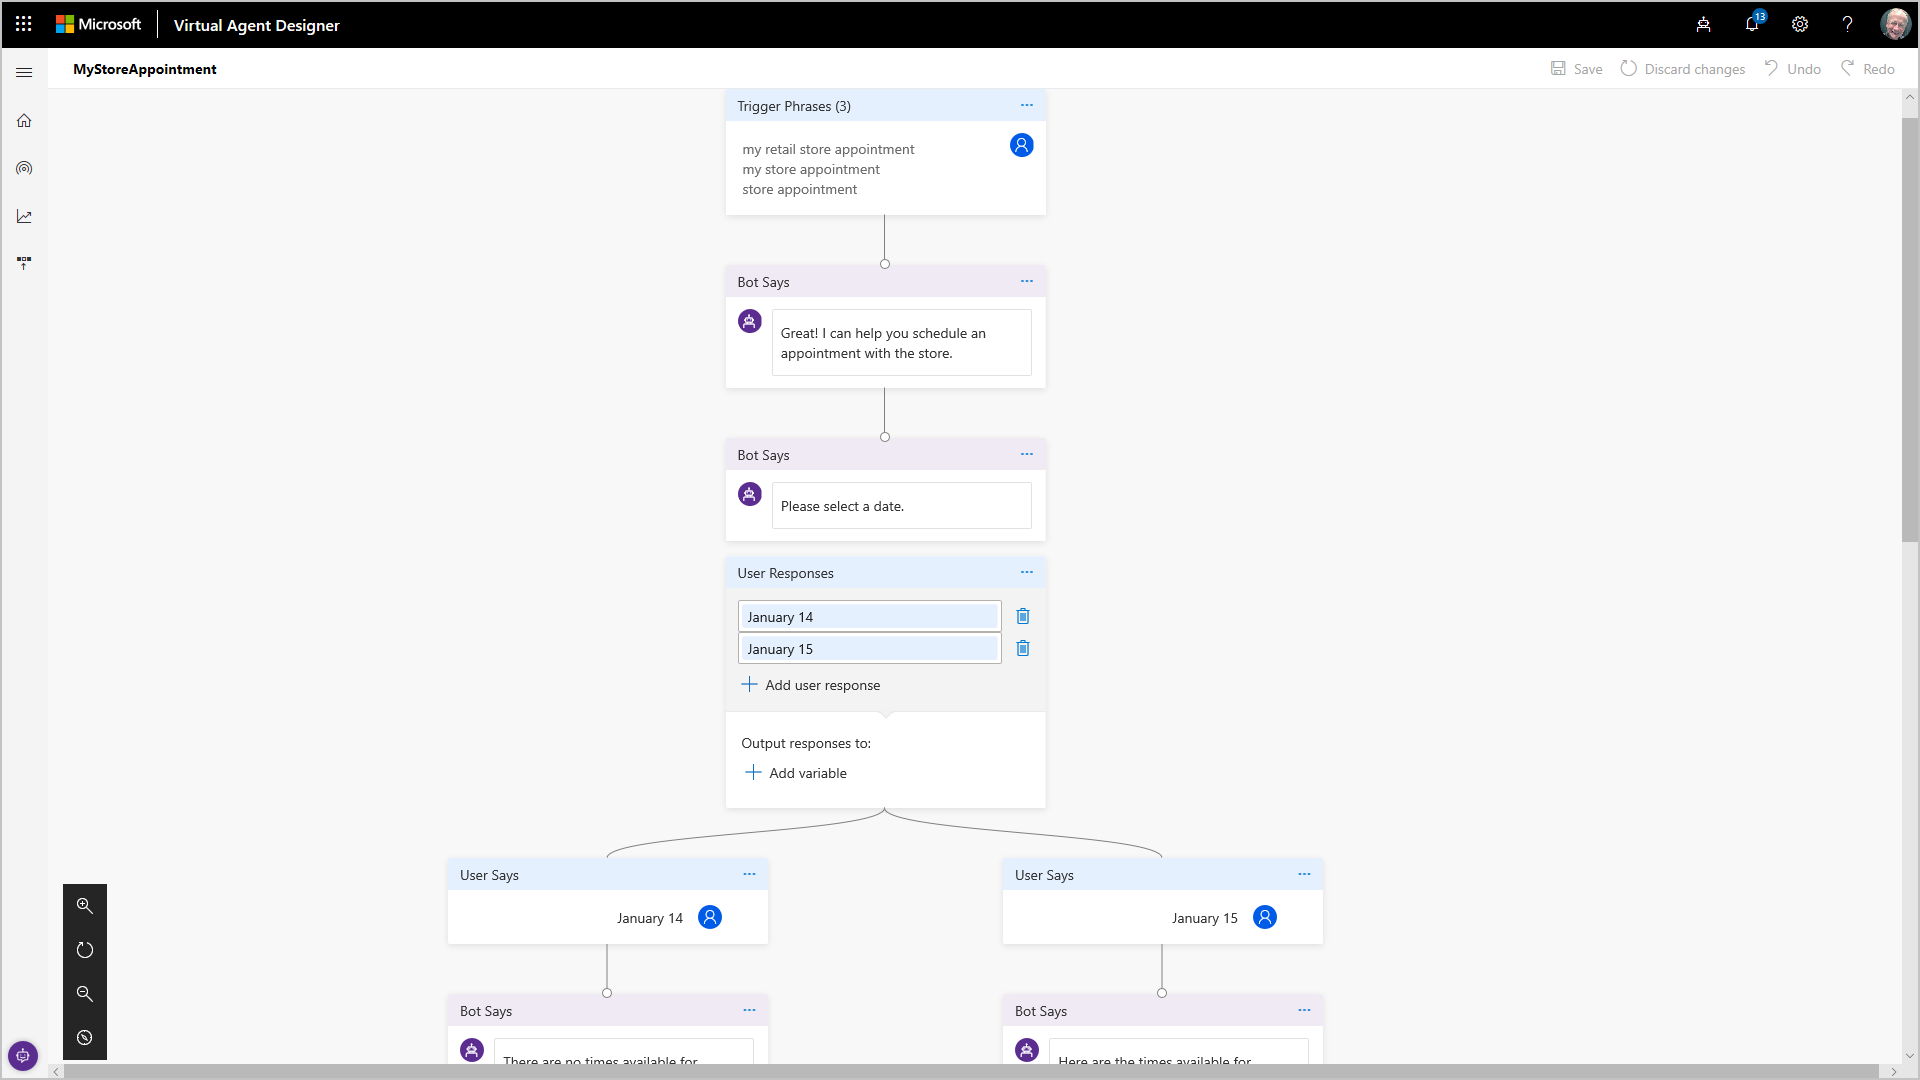 Microsoft
Virtual Agent Designer
13
MyStoreAppointment
Save
Discard changes
Undo
Redo
Trigger Phrases (3)
my retail store appointment
my store appointment
store appointment
Bot Says
Great! I can help you schedule an
appointment with the store.
Bot Says
Please select a date.
User Responses
January 14
January 15
Add user response
Output responses to:
Add variable
User Says
User Says
January 14
January 15
Bot Says
Bot Says
There are no times available for
Here are the times available for